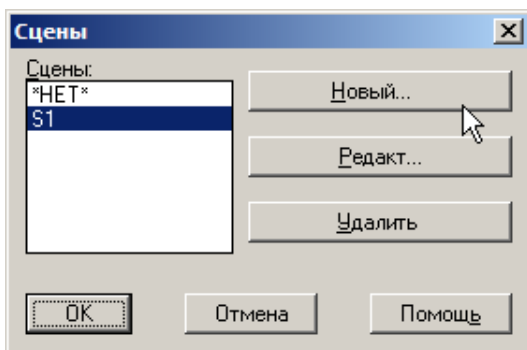 Сцены
Сцены:
*НЕТ*
S1
Новый...
Редакт...
Удалить
OK
Отмена
Помощь